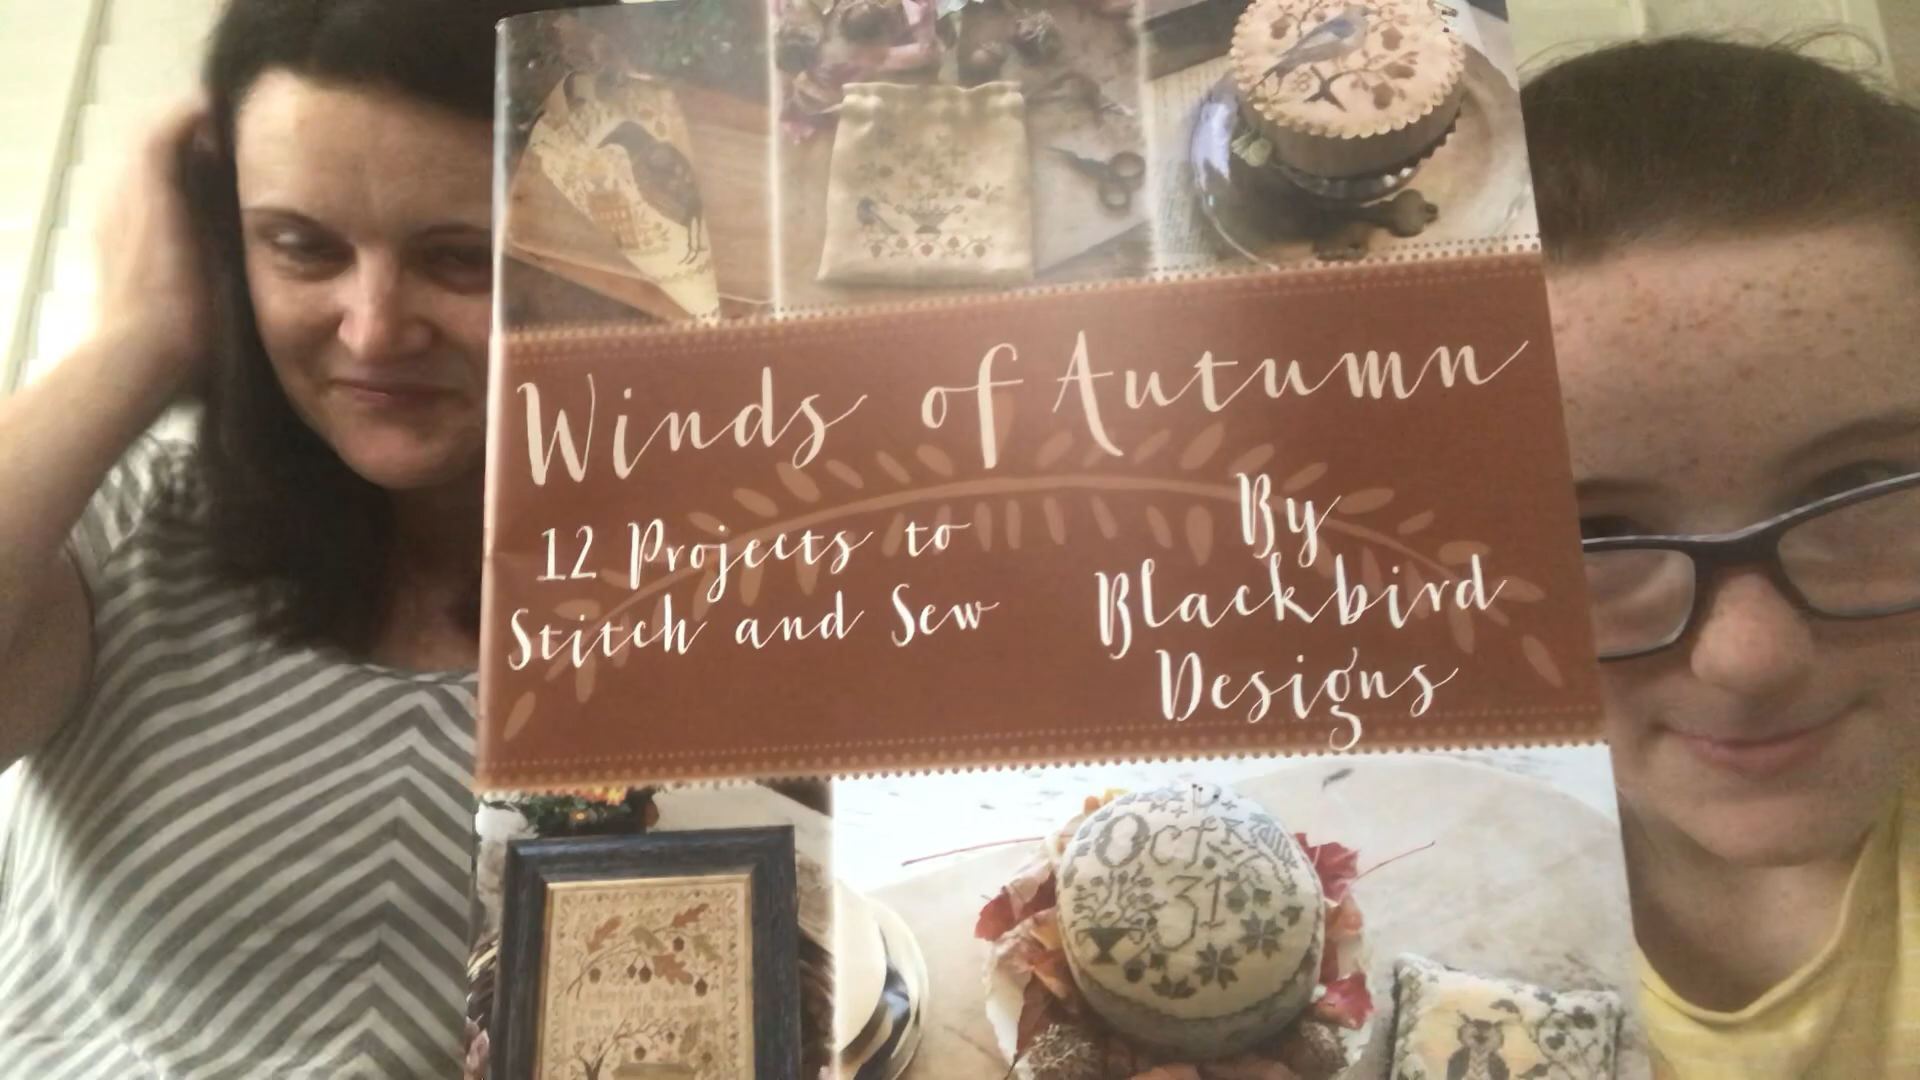 Winds of Autumn
12 Projects to
Stitch and Sew
By
Blackbird
Designs
Oct.
31